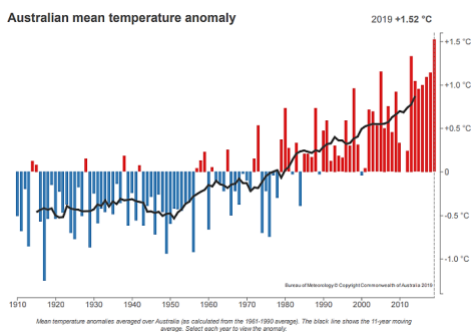 Australian mean temperature anomaly
2019 +1.52 °C
+1.5 °C
+1.0 °C
+0.5 °C
0
-0.5 °C
-1.0 °C
Bureau of Meteorology © Copyright Commonwealth of Australia 2019
1910 1920 1930 1940 1950 1960 1970 1980 1990 2000 2010
Mean temperature anomalies averaged over Australia (as calculated from the 1961-1990 average). The black line shows the 11-year moving
average. Select each year to view the anomaly.